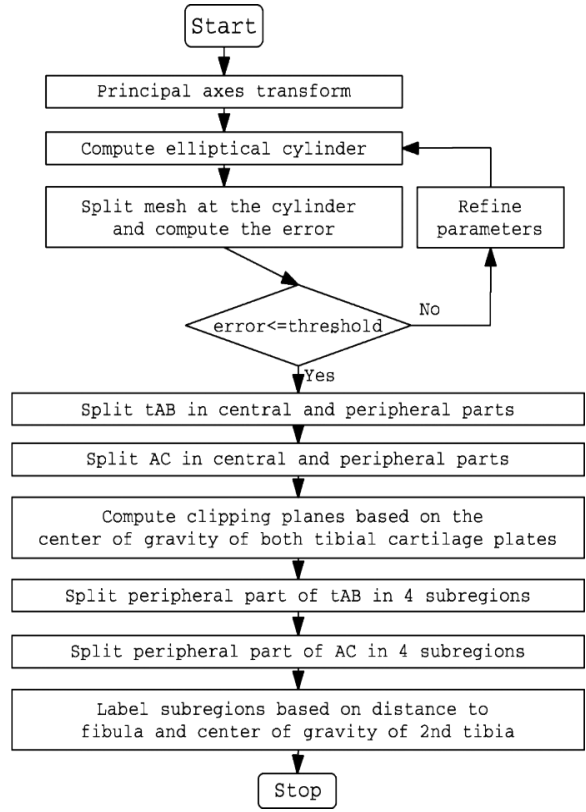 Start
Principal axes transform
Compute elliptical cylinder
Split mesh at the cylinder
and compute the error
Refine
parameters
error<=threshold
No
Yes
Split tAB in central and peripheral parts
Split AC in central and peripheral parts
Compute clipping planes based on the
center of gravity of both tibial cartilage plates
Split peripheral part of tAB in 4 subregions
Split peripheral part of AC in 4 subregions
Label subregions based on distance to
fibula and center of gravity of 2nd tibia
Stop